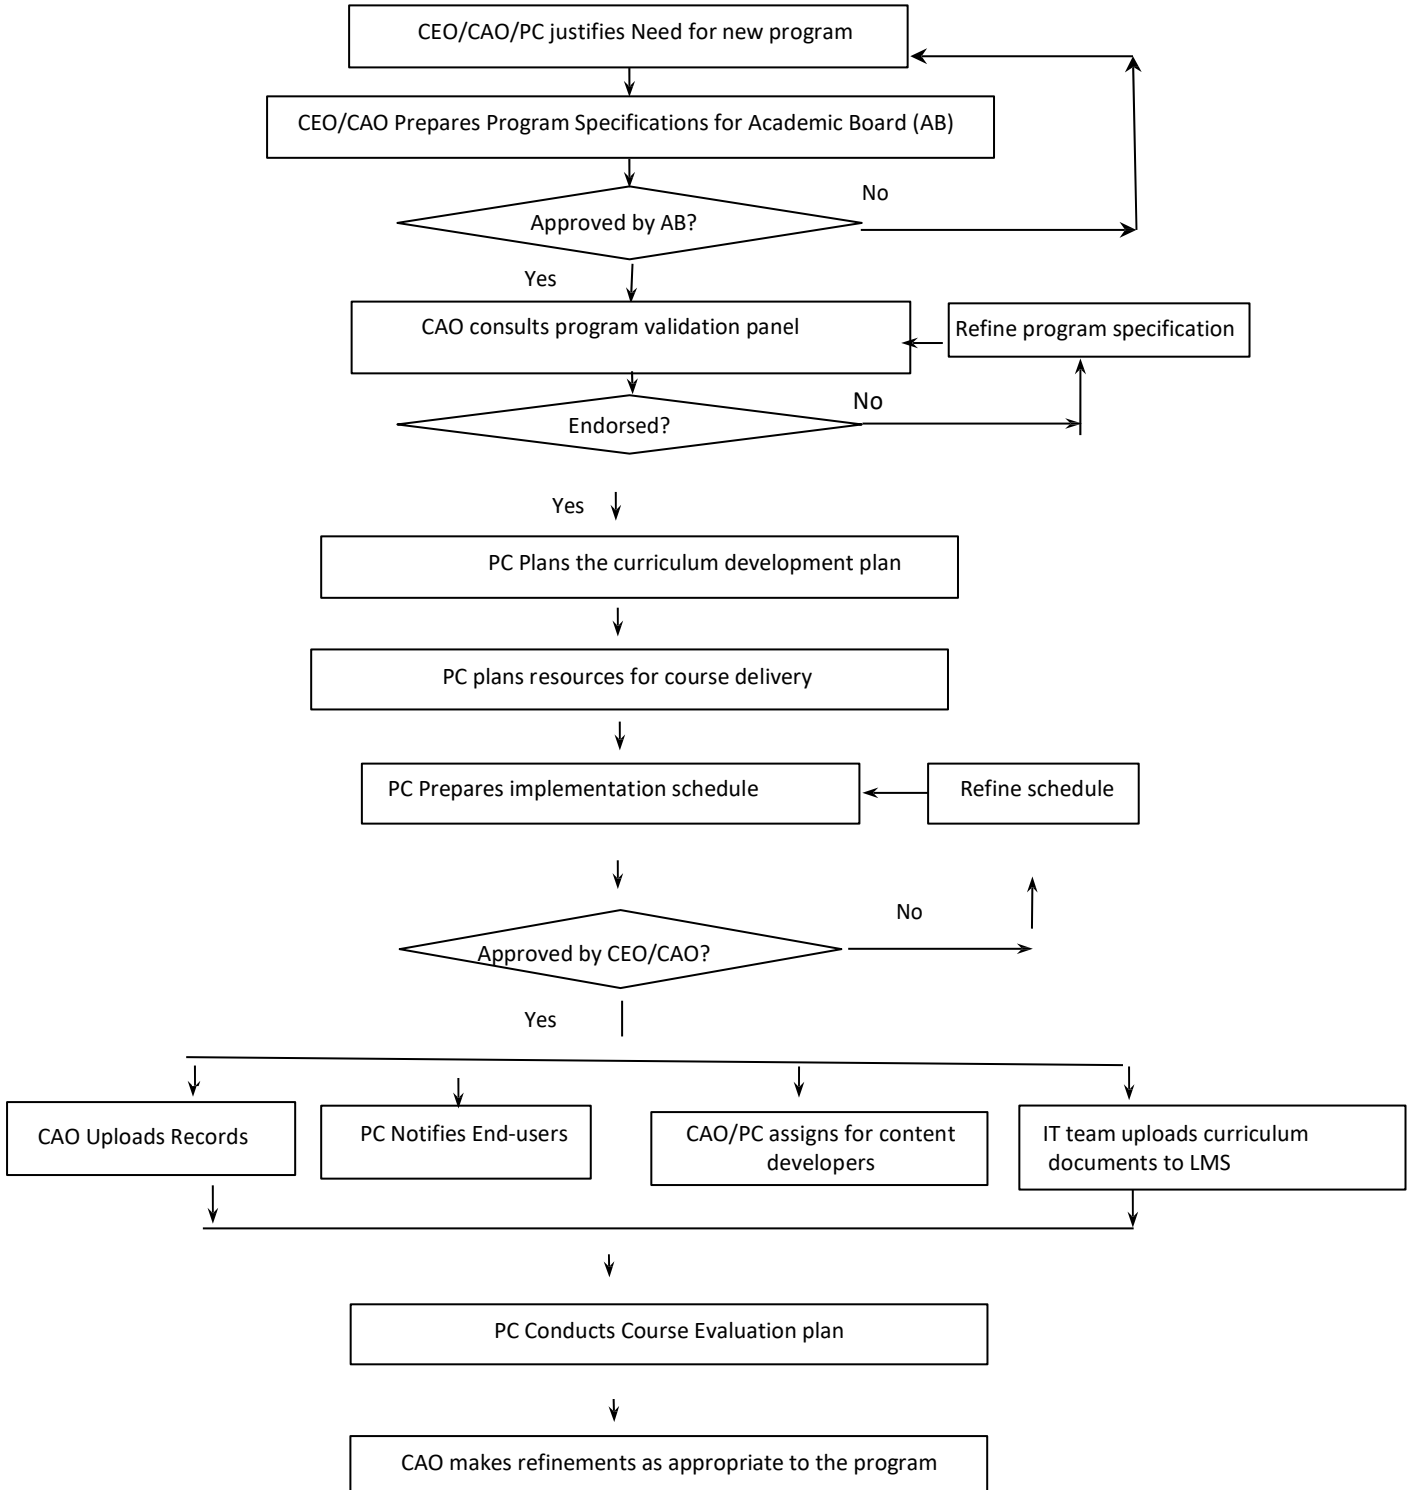 CEO/CAO/PC justifies Need for new program
CEO/CAO Prepares Program Specifications for Academic Board (AB)
No
Approved by AB?
Yes
CAO consults program validation panel
Refine program specification
No
Endorsed?
Yes
PC Plans the curriculum development plan
PC plans resources for course delivery
PC Prepares implementation schedule
Refine schedule
No
Approved by CEO/CAO?
Yes
CAO Uploads Records
PC Notifies End-users
CAO/PC assigns for content
developers
IT team uploads curriculum
documents to LMS
PC Conducts Course Evaluation plan
CAO makes refinements as appropriate to the program